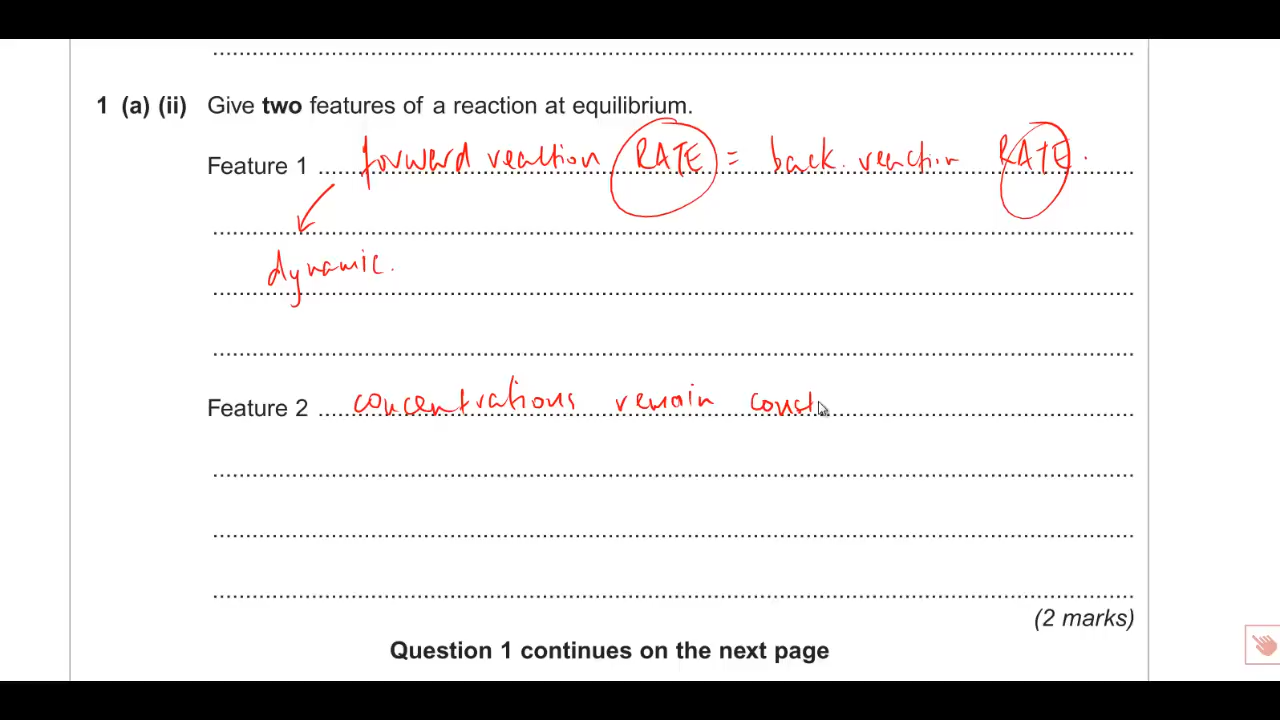 1 (a) (ii) Give two features of a reaction at equilibrium.
Feature 1 forward reaction RATE = back. reaction RATE.
dynamic.
Feature 2 concentrations remain const
(2 marks)
Question 1 continues on the next page